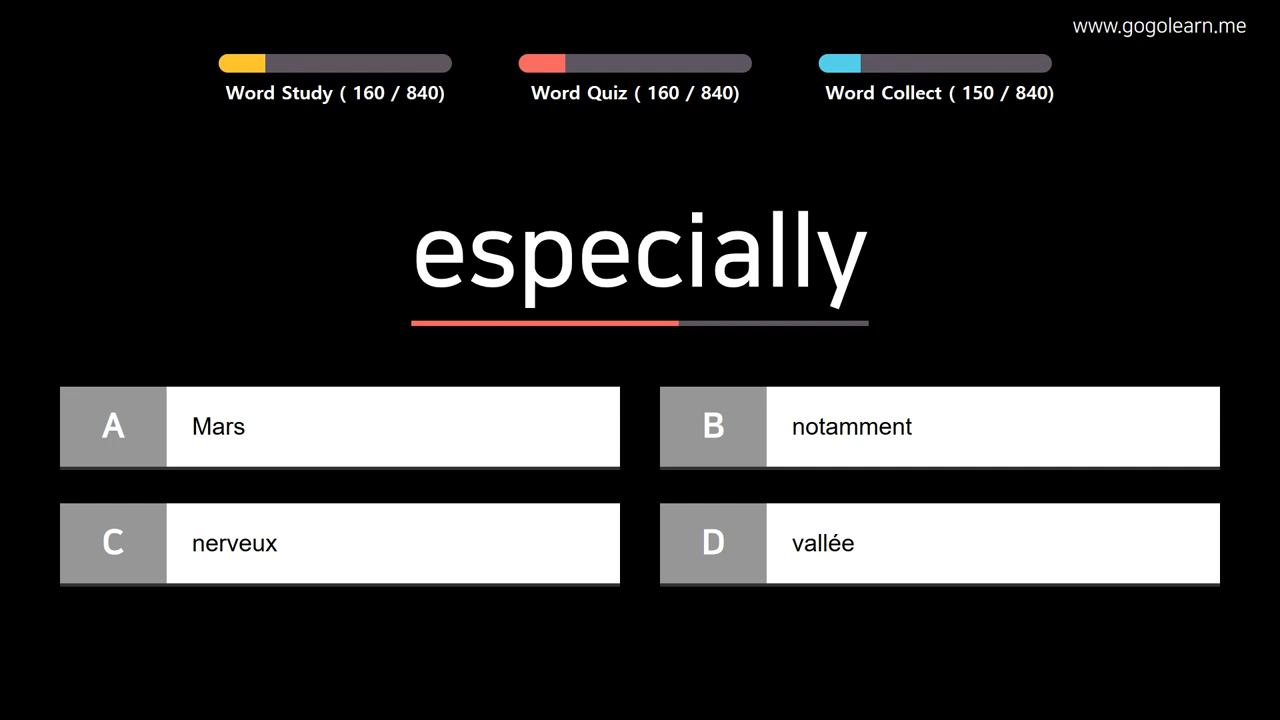 www.gogolearn.me
Word Study ( 160 / 840)
Word Quiz ( 160 / 840)
Word Collect ( 150 / 840)
especially
A Mars
B notamment
C nerveux
D vallée